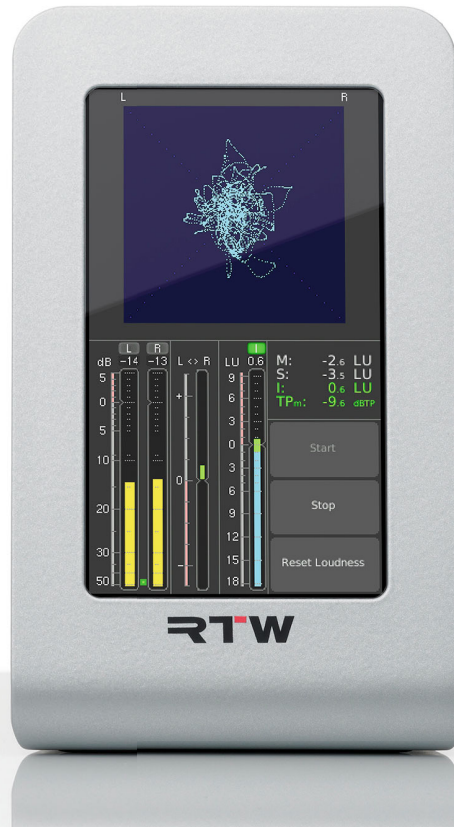 L R
L R I
dB -14 -13 L <> R LU 0.6
M: -2.6 LU
S: -3.5 LU
I: 0.6 LU
TPm: -9.6 dBTP
5 9
0 + 6
5 3
10 0 0
20 3
6
30 9
12
- 15
50 18
Start
Stop
Reset Loudness
RTW